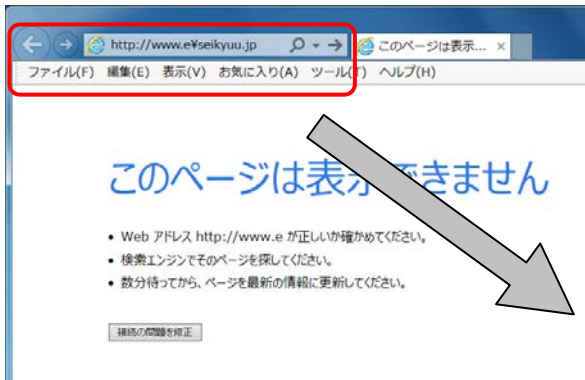 http://www.e¥seikyuu.jp
このページは表示... ×
ファイル(F) 編集(E) 表示(V) お気に入り(A) ツール(T) ヘルプ(H)
このページは表示できません
• Web アドレス http://www.e が正しいか確かめてください。
• 検索エンジンでそのページを探してください。
• 数分待ってから、ページを最新の情報に更新してください。
接続の問題を修正